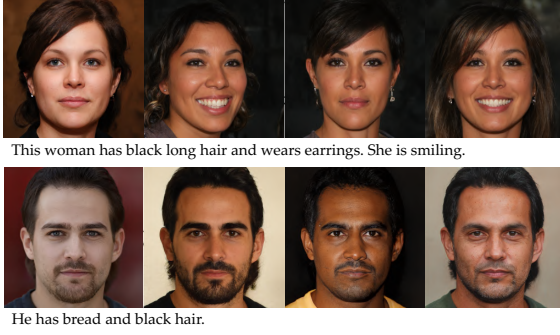 This woman has black long hair and wears earrings. She is smiling.
He has bread and black hair.